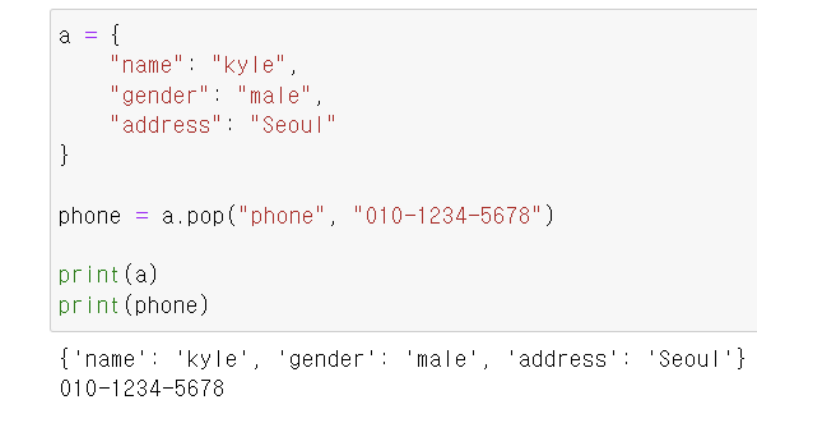 a = {
    "name": "kyle",
    "gender": "male",
    "address": "Seoul"
}
phone = a.pop("phone", "010-1234-5678")
print(a)
print(phone)
{'name': 'kyle', 'gender': 'male', 'address': 'Seoul'}
010-1234-5678